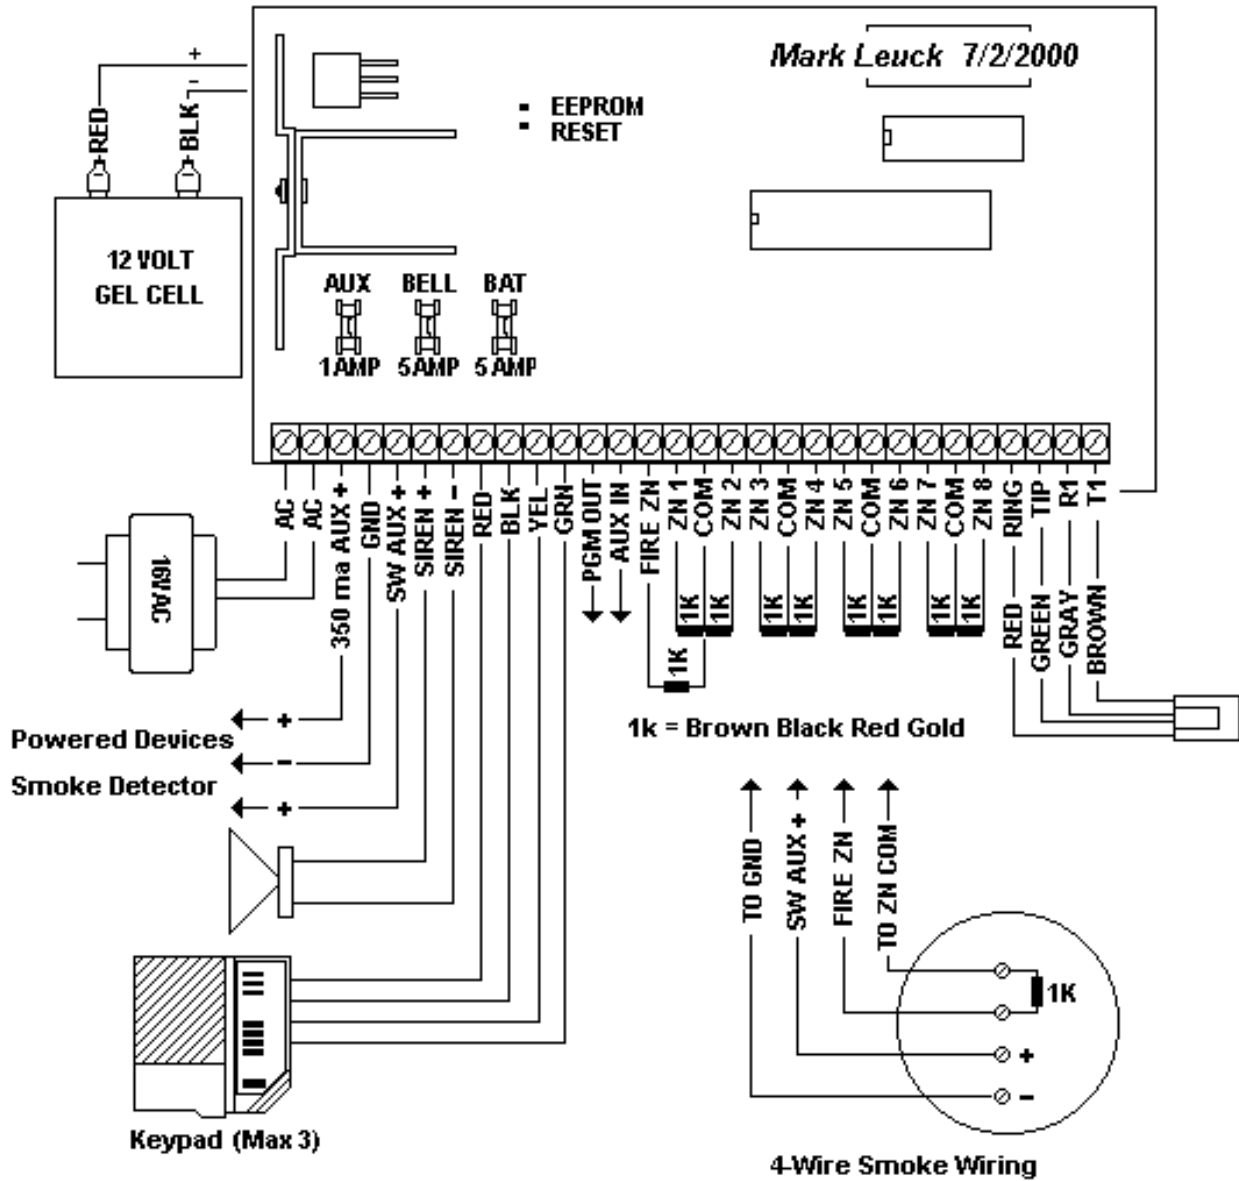 Mark Leuck 7/2/2000
+
-
RED
BLK
- EEPROM
- RESET
12 VOLT
GEL CELL
AUX
BELL
BAT
1 AMP
5 AMP
5 AMP
AC
AC
350 ma AUX +
GND
SW AUX +
SIREN +
SIREN -
RED
BLK
YEL
GRN
PGM OUT
AUX IN
FIRE ZN
ZN 1
COM
ZN 2
ZN 3
COM
ZN 4
ZN 5
COM
ZN 6
ZN 7
COM
ZN 8
RING
TIP
R1
T1
16VAC
1K
1K
1K
1K
1K
1K
1K
1K
1K
RED
GREEN
GRAY
BROWN
+
Powered Devices
-
Smoke Detector
+
1k = Brown Black Red Gold
TO GND
SW AUX +
FIRE ZN
TO ZN COM
1K
+
-
Keypad (Max 3)
4-Wire Smoke Wiring